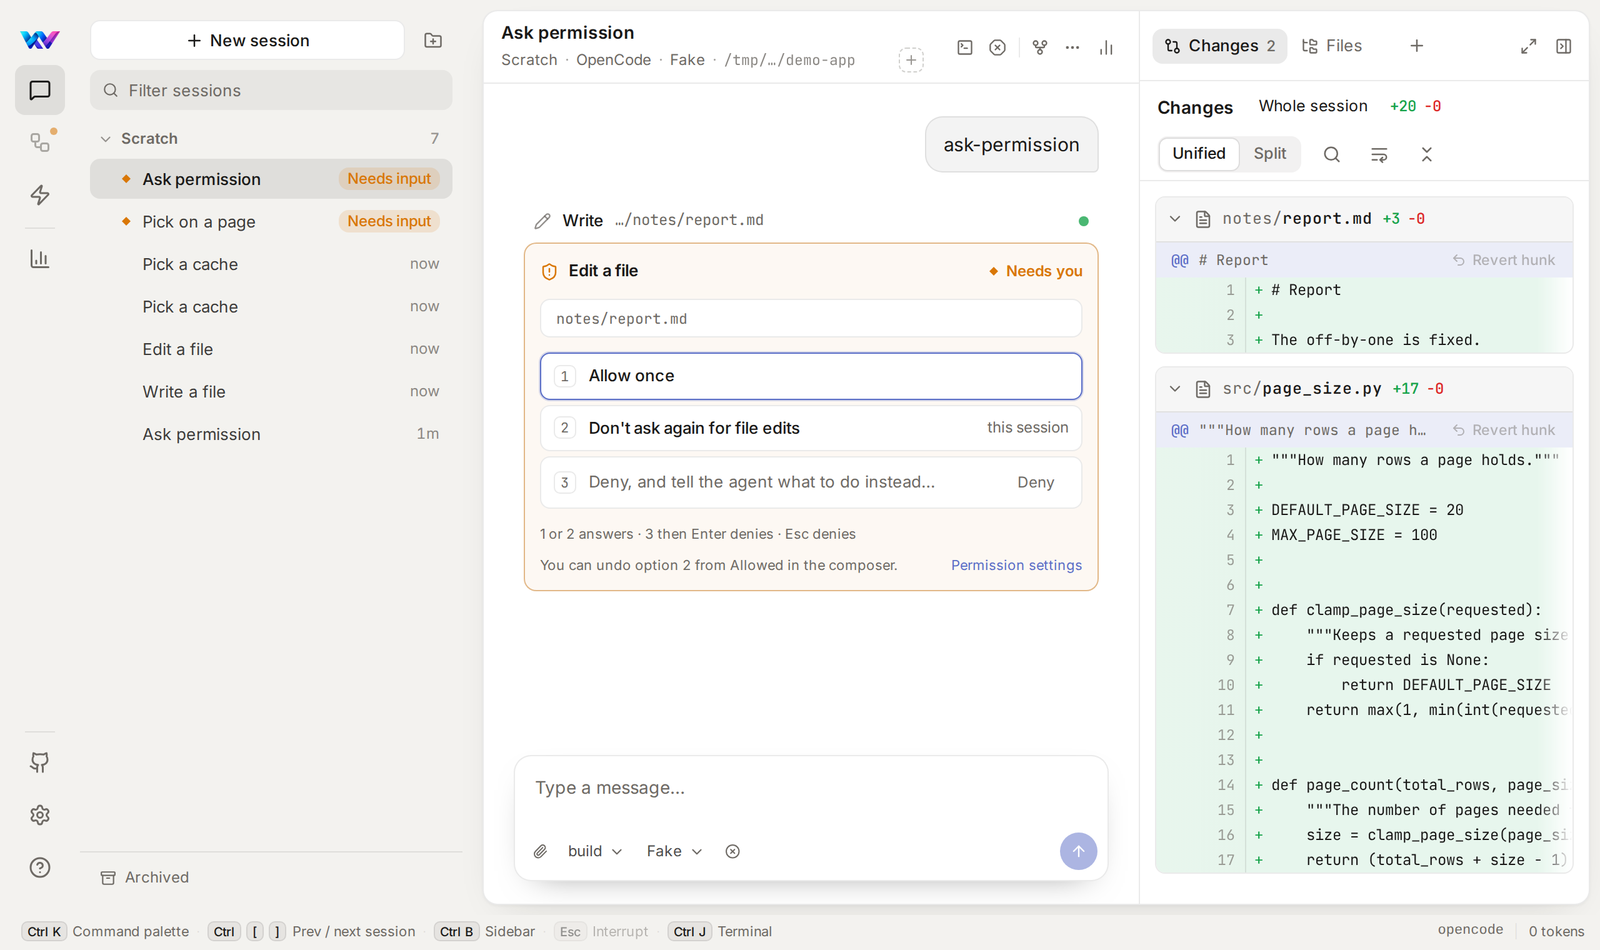 New session
Filter sessions
Scratch 7
Ask permission Needs input
Pick on a page Needs input
Pick a cache now
Pick a cache now
Edit a file now
Write a file now
Ask permission 1m
Archived
Ask permission
Scratch · OpenCode · Fake · /tmp/…/demo-app
ask-permission
Write …/notes/report.md
Edit a file Needs you
notes/report.md
1 Allow once
2 Don't ask again for file edits this session
3 Deny, and tell the agent what to do instead… Deny
1 or 2 answers · 3 then Enter denies · Esc denies
You can undo option 2 from Allowed in the composer. Permission settings
Type a message...
build Fake
Changes 2 Files
Changes Whole session +20 -0
Unified Split
notes/report.md +3 -0
@@ # Report Revert hunk
1 + # Report
2 +
3 + The off-by-one is fixed.
src/page_size.py +17 -0
@@ """How many rows a page h… Revert hunk
1 + """How many rows a page holds."""
2 +
3 + DEFAULT_PAGE_SIZE = 20
4 + MAX_PAGE_SIZE = 100
5 +
6 +
7 + def clamp_page_size(requested):
8 + """Keeps a requested page size
9 + if requested is None:
10 + return DEFAULT_PAGE_SIZE
11 + return max(1, min(int(requeste
12 +
13 +
14 + def page_count(total_rows, page_si
15 + """The number of pages needed
16 + size = clamp_page_size(page_si
17 + return (total_rows + size - 1)
Ctrl K Command palette · Ctrl [ ] Prev / next session · Ctrl B Sidebar · Esc Interrupt · Ctrl J Terminal
opencode 0 tokens